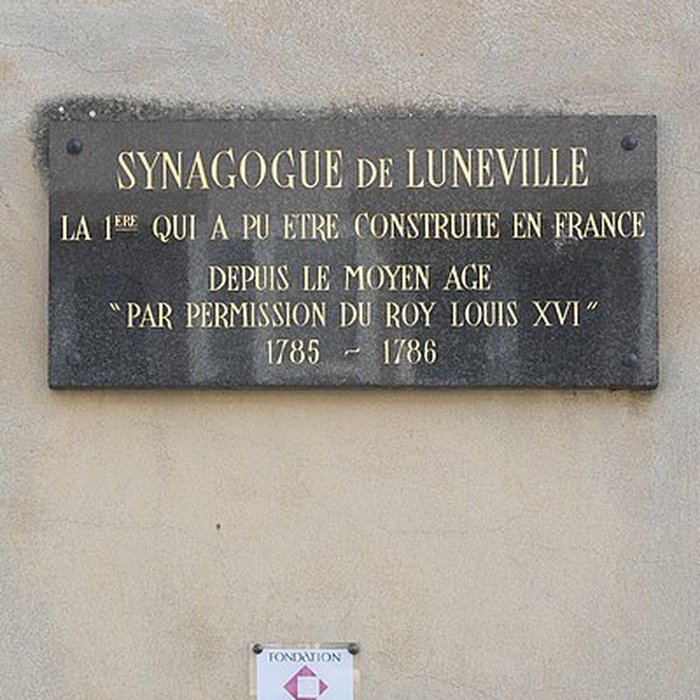 SYNAGOGUE DE LUNEVILLE
LA 1ERE QUI A PU ETRE CONSTRUITE EN FRANCE
DEPUIS LE MOYEN AGE
"PAR PERMISSION DU ROY LOUIS XVI"
1785 ~ 1786
FONDATION